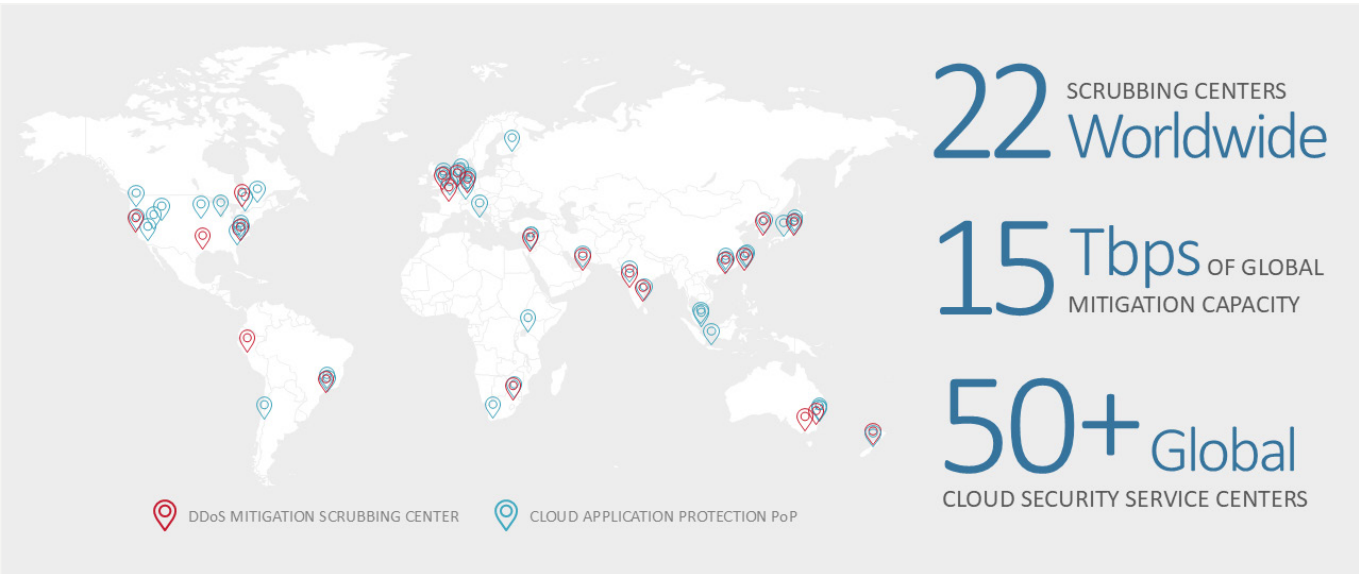 22 SCRUBBING CENTERS
Worldwide
15 Tbps OF GLOBAL
MITIGATION CAPACITY
50+ Global
CLOUD SECURITY SERVICE CENTERS
DDoS MITIGATION SCRUBBING CENTER
CLOUD APPLICATION PROTECTION PoP